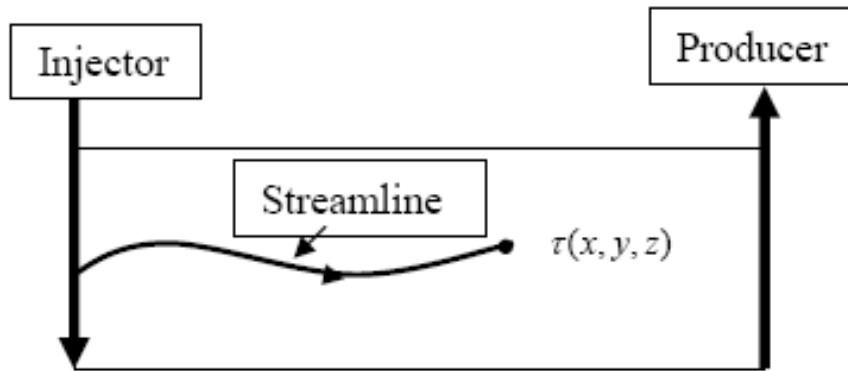 Injector
Producer
Streamline
τ(x, y, z)